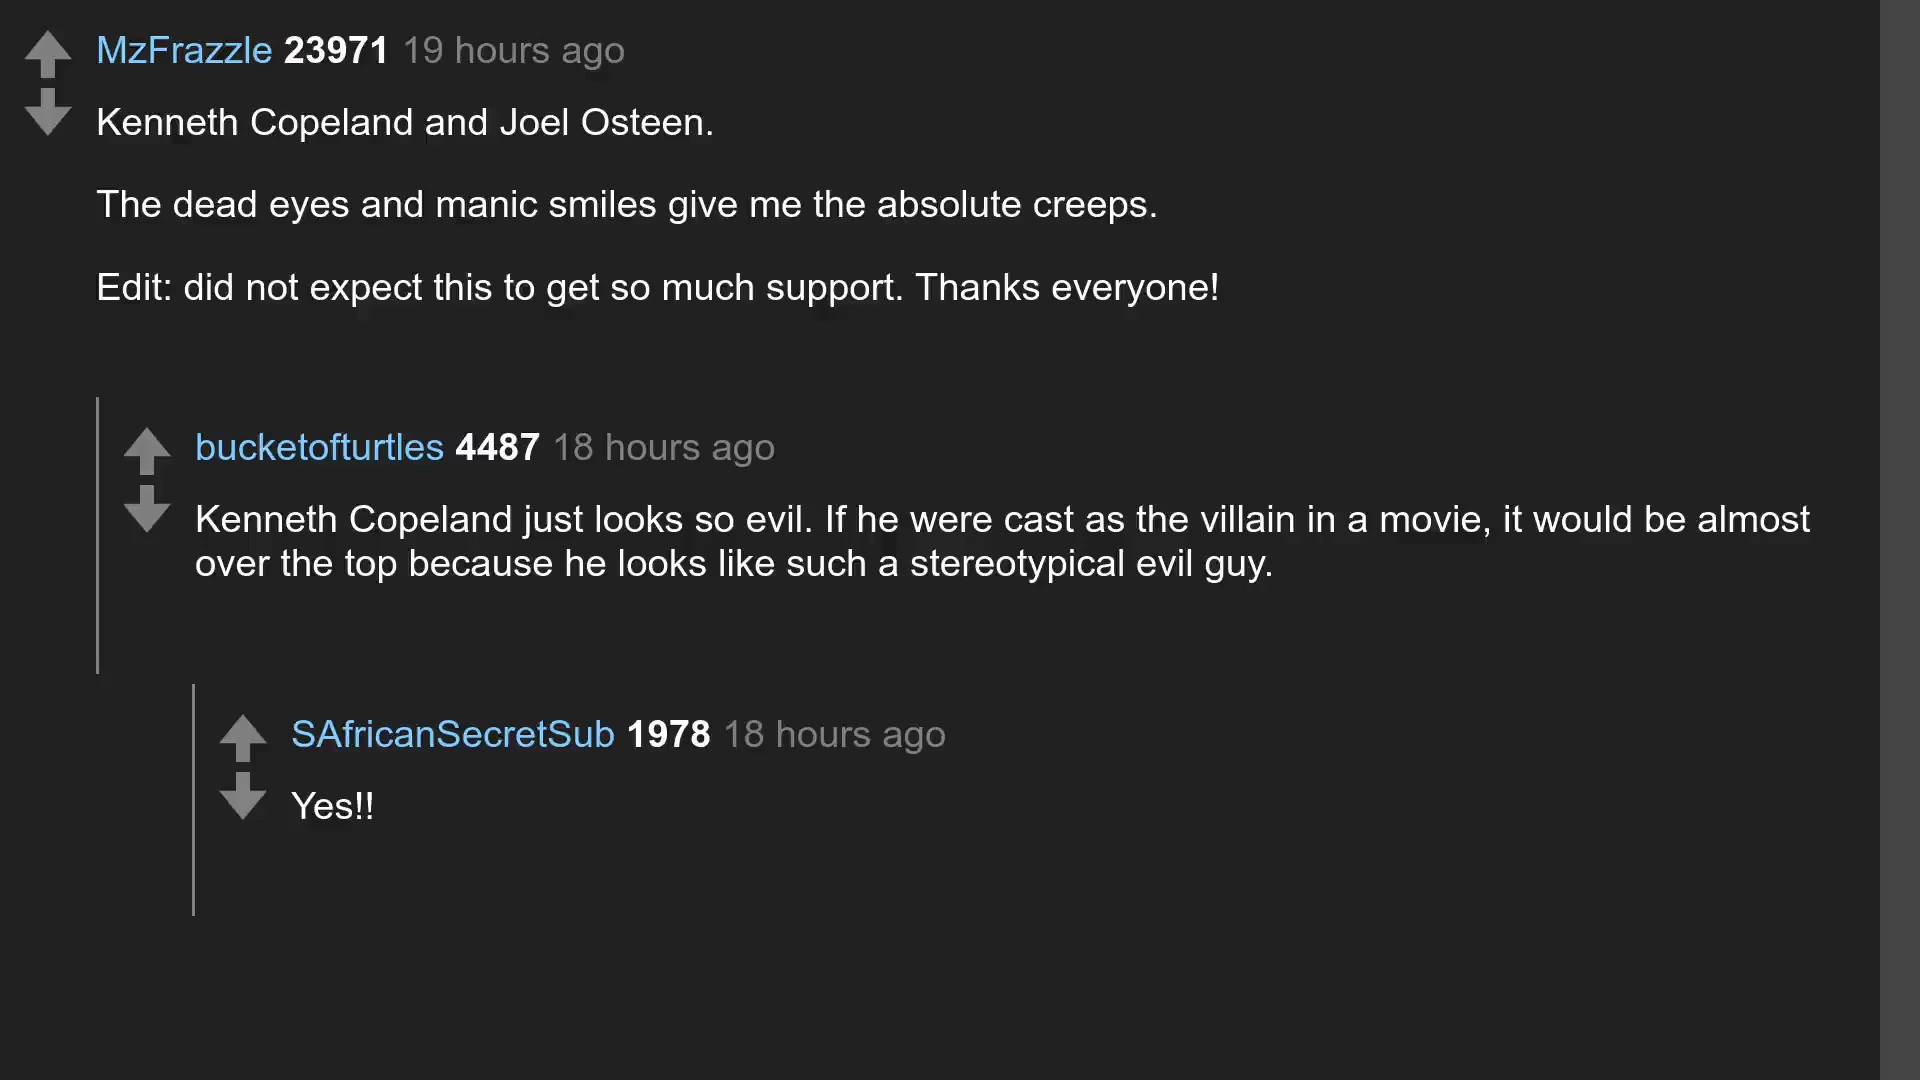 MzFrazzle 23971 19 hours ago
Kenneth Copeland and Joel Osteen.
The dead eyes and manic smiles give me the absolute creeps.
Edit: did not expect this to get so much support. Thanks everyone!
bucketofturtles 4487 18 hours ago
Kenneth Copeland just looks so evil. If he were cast as the villain in a movie, it would be almost
over the top because he looks like such a stereotypical evil guy.
SAfricanSecretSub 1978 18 hours ago
Yes!!